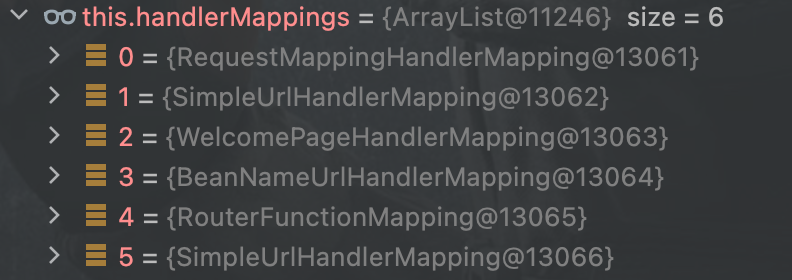 this.handlerMappings = {ArrayList@11246} size = 6
0 = {RequestMappingHandlerMapping@13061}
1 = {SimpleUrlHandlerMapping@13062}
2 = {WelcomePageHandlerMapping@13063}
3 = {BeanNameUrlHandlerMapping@13064}
4 = {RouterFunctionMapping@13065}
5 = {SimpleUrlHandlerMapping@13066}